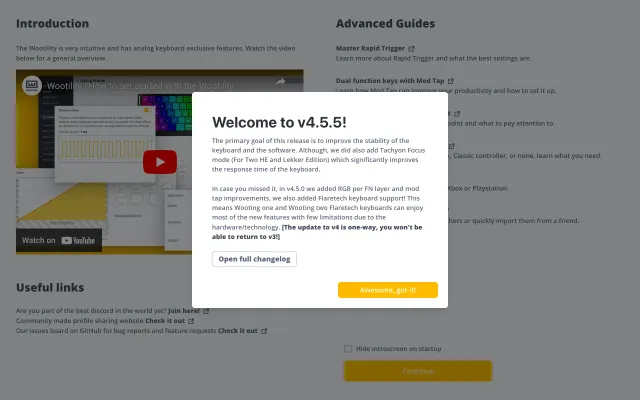 Introduction
The Wootility is very intuitive and has analog keyboard exclusive features. Watch the video
below for a general overview.
Wootility | How to get started with the Wootility
Watch on YouTube
Useful links
Are you part of the best discord in the world yet? Join here!
Community made profile sharing website Check it out
Our issues board on GitHub for bug reports and Feature requests Check it out
Advanced Guides
Master Rapid Trigger
Learn more about Rapid Trigger and what the best settings are.
Dual function keys with Mod Tap
Learn how Mod Tap can improve your productivity and how to set it up.
point and what to pay attention to.
, Classic controller, or none, learn what you need.
Xbox or Playstation.
hers or quickly import them from a friend.
Welcome to v4.5.5!
The primary goal of this release is to improve the stability of the
keyboard and the software. Although, we did also add Tachyon Focus
mode (For Two HE and Lekker Edition) which significantly improves
the response time of the keyboard.
In case you missed it, in v4.5.0 we added RGB per FN layer and mod
tap improvements, we also added Flaretech keyboard support! This
means Wooting one and Wooting two Flaretech keyboards can enjoy
most of the new features with few limitations due to the
hardware/technology. [The update to v4 is one-way, you won't be
able to return to v3!]
Open full changelog
Awesome, got it!
Hide introscreen on startup
Continue